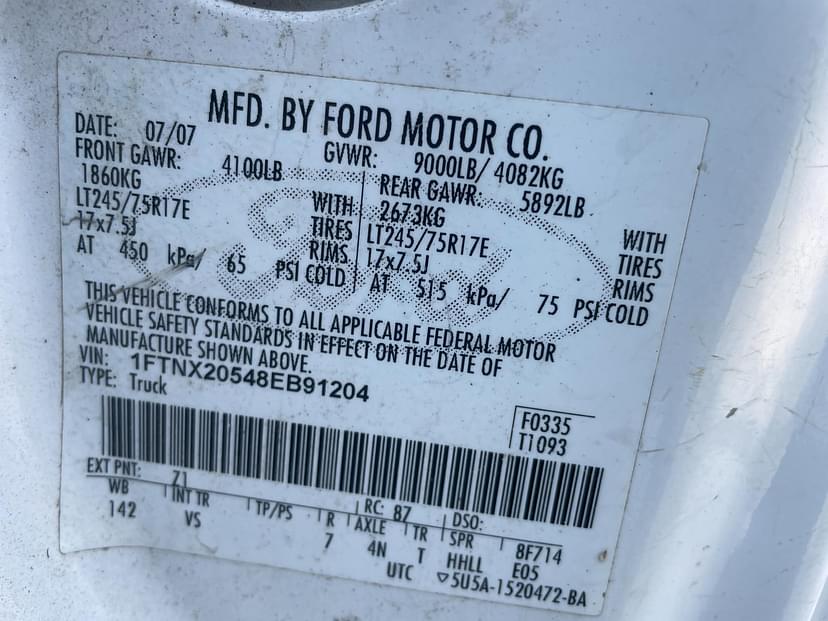 MFD. BY FORD MOTOR CO.
DATE: 07/07 GVWR: 9000LB/ 4082KG
FRONT GAWR: 4100LB REAR GAWR: 5892LB
1860KG WITH 2673KG WITH
LT245/75R17E TIRES LT245/75R17E TIRES
17x7.5J RIMS 17x7.5J RIMS
AT 450 kPa/ 65 PSI COLD AT 515 kPa/ 75 PSI COLD
Ford
THIS VEHICLE CONFORMS TO ALL APPLICABLE FEDERAL MOTOR
VEHICLE SAFETY STANDARDS IN EFFECT ON THE DATE OF
MANUFACTURE SHOWN ABOVE.
VIN: 1FTNX20548EB91204
TYPE: Truck
F0335
T1093
EXT PNT: Z1 RC: 87 DSO:
WB INT TR TP/PS R AXLE TR SPR 8F714
142 VS 7 4N T HHLL E05
UTC ▽5U5A-1520472-BA